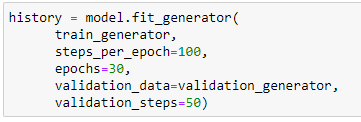 history = model.fit_generator(
      train_generator,
      steps_per_epoch=100,
      epochs=30,
      validation_data=validation_generator,
      validation_steps=50)